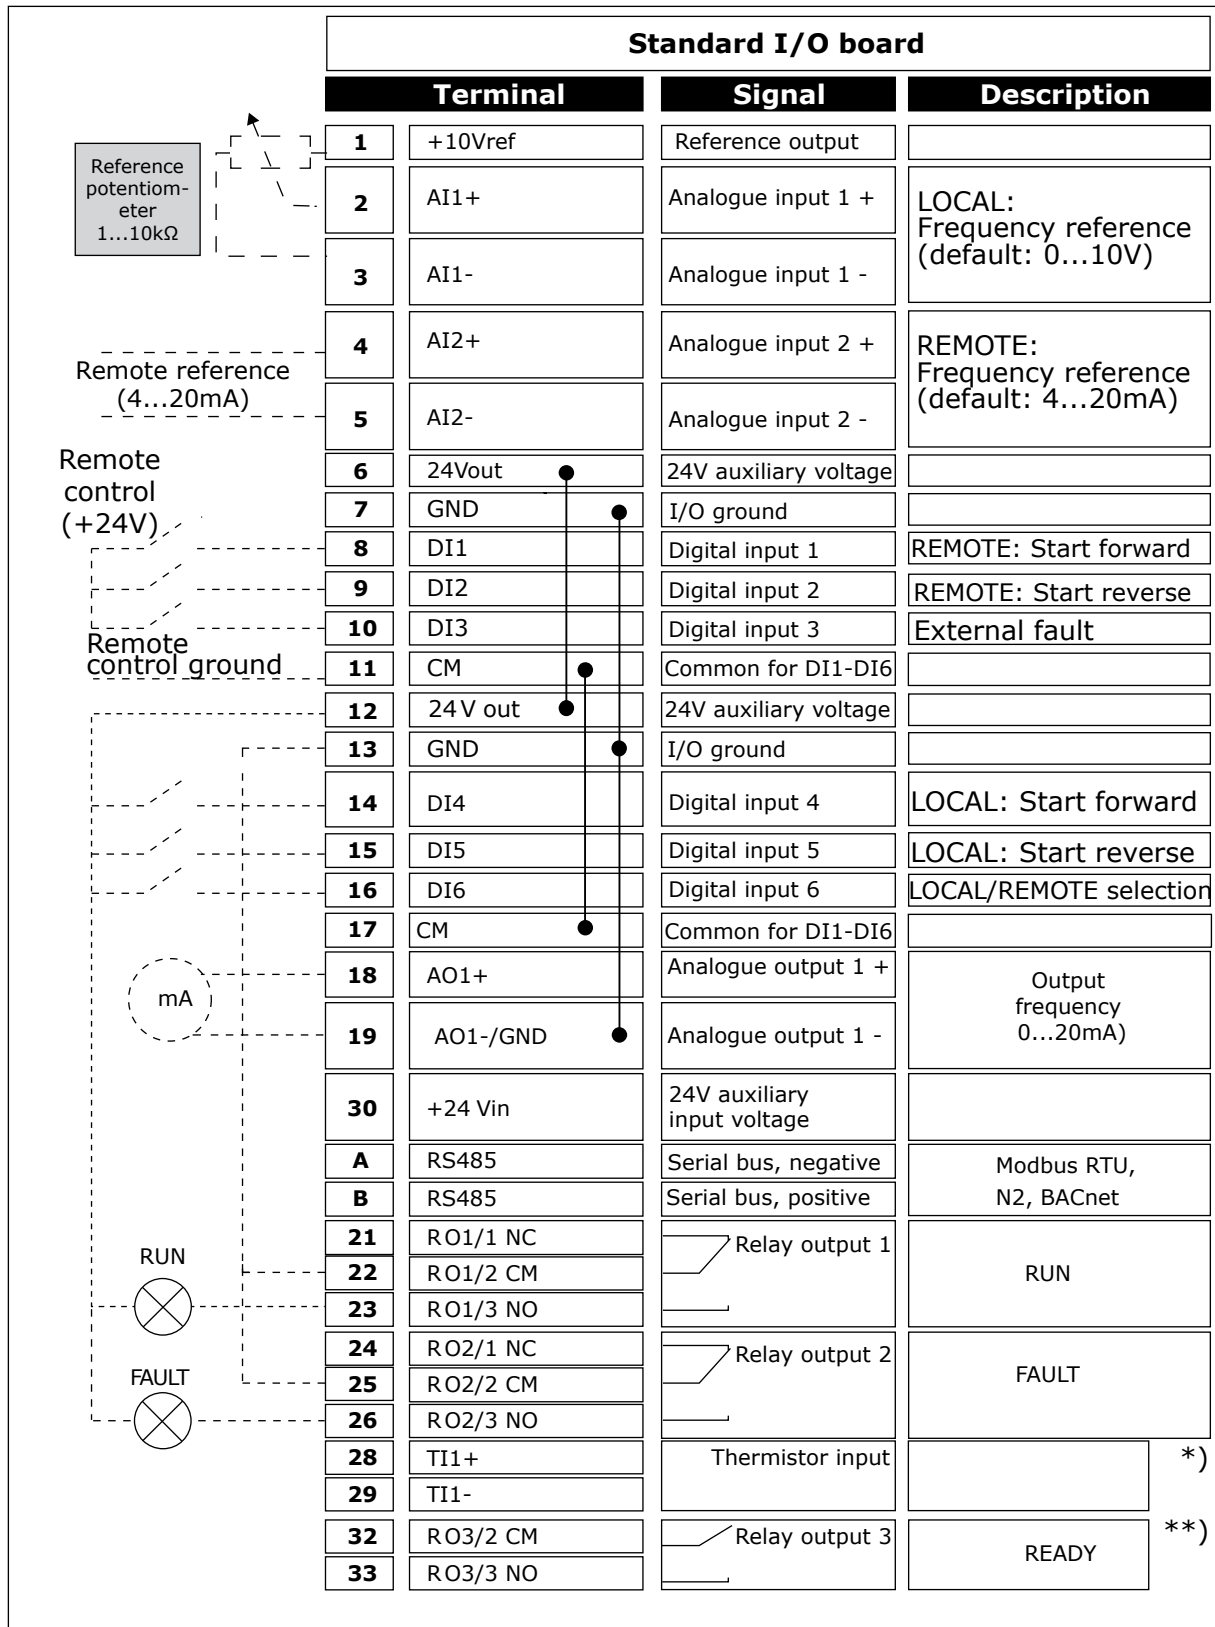 Standard I/O board
Terminal Signal Description
1 +10Vref Reference output
Reference
potentiom-
eter
1...10kΩ
2 AI1+ Analogue input 1 +
3 AI1- Analogue input 1 -
LOCAL:
Frequency reference
(default: 0...10V)
4 AI2+ Analogue input 2 +
Remote reference
(4...20mA)
5 AI2- Analogue input 2 -
REMOTE:
Frequency reference
(default: 4...20mA)
Remote
control
(+24V)
6 24Vout 24V auxiliary voltage
7 GND I/O ground
8 DI1 Digital input 1 REMOTE: Start forward
9 DI2 Digital input 2 REMOTE: Start reverse
10 DI3 Digital input 3 External fault
Remote
control ground
11 CM Common for DI1-DI6
12 24V out 24V auxiliary voltage
13 GND I/O ground
14 DI4 Digital input 4 LOCAL: Start forward
15 DI5 Digital input 5 LOCAL: Start reverse
16 DI6 Digital input 6 LOCAL/REMOTE selection
17 CM Common for DI1-DI6
mA
18 AO1+ Analogue output 1 +
19 AO1-/GND Analogue output 1 -
Output
frequency
0...20mA)
30 +24 Vin 24V auxiliary
input voltage
A RS485 Serial bus, negative
B RS485 Serial bus, positive
Modbus RTU,
N2, BACnet
21 RO1/1 NC Relay output 1
RUN
22 RO1/2 CM RUN
23 RO1/3 NO
24 RO2/1 NC Relay output 2
FAULT
25 RO2/2 CM FAULT
26 RO2/3 NO
28 TI1+ Thermistor input *)
29 TI1-
32 RO3/2 CM Relay output 3 READY **)
33 RO3/3 NO